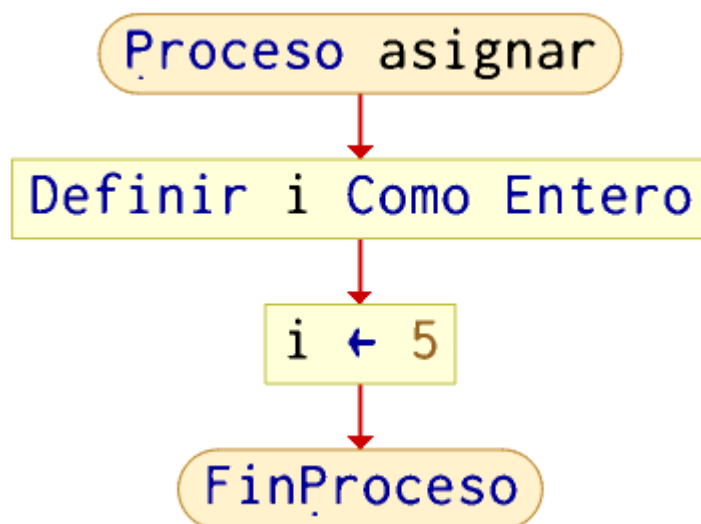 Proceso asignar
Definir i Como Entero
i ← 5
FinProceso